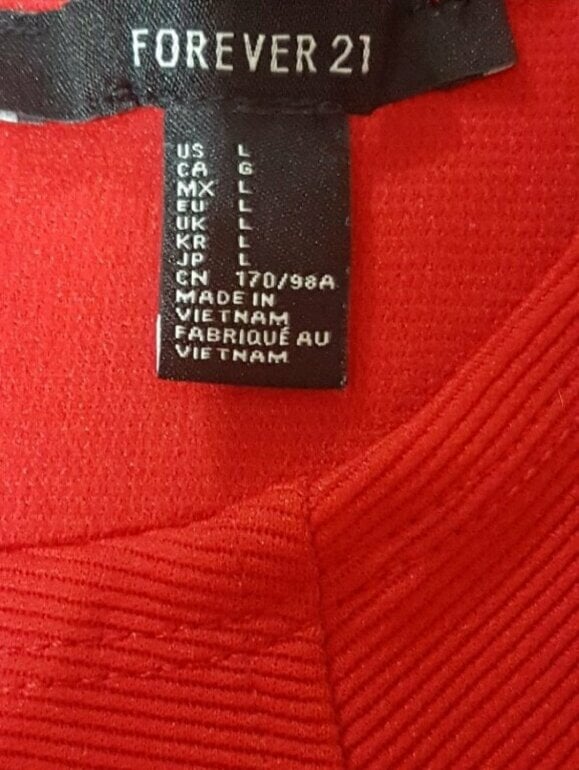 FOREVER 21
US L
CA G
MX L
EU L
UK L
KR L
JP L
CN 170/98A
MADE IN
VIETNAM
FABRIQUÉ AU
VIETNAM